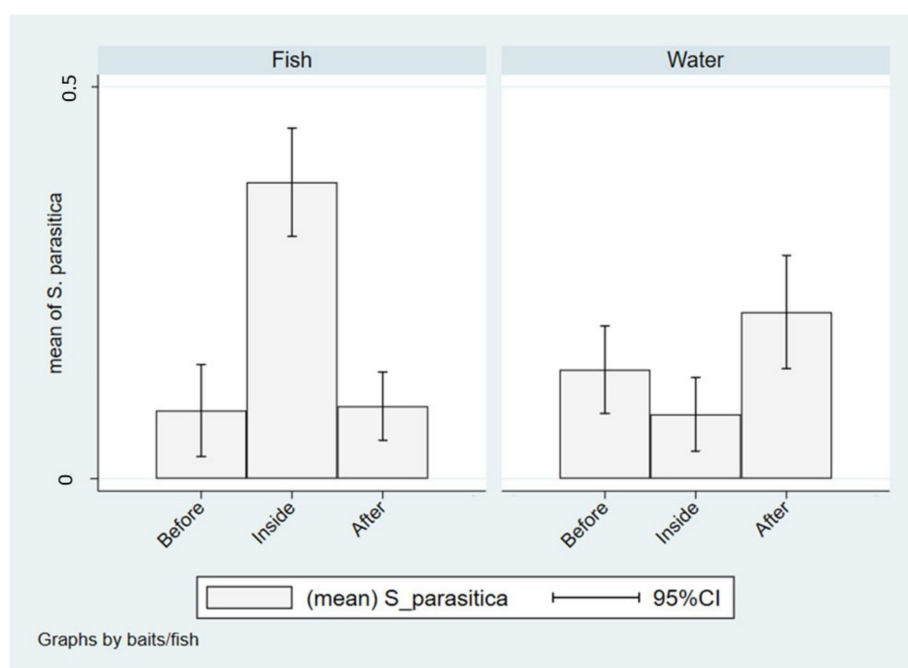 Fish
Water
0.5
mean of S. parasitica
0
Before
Inside
After
Before
Inside
After
(mean) S_parasitica
95%CI
Graphs by baits/fish